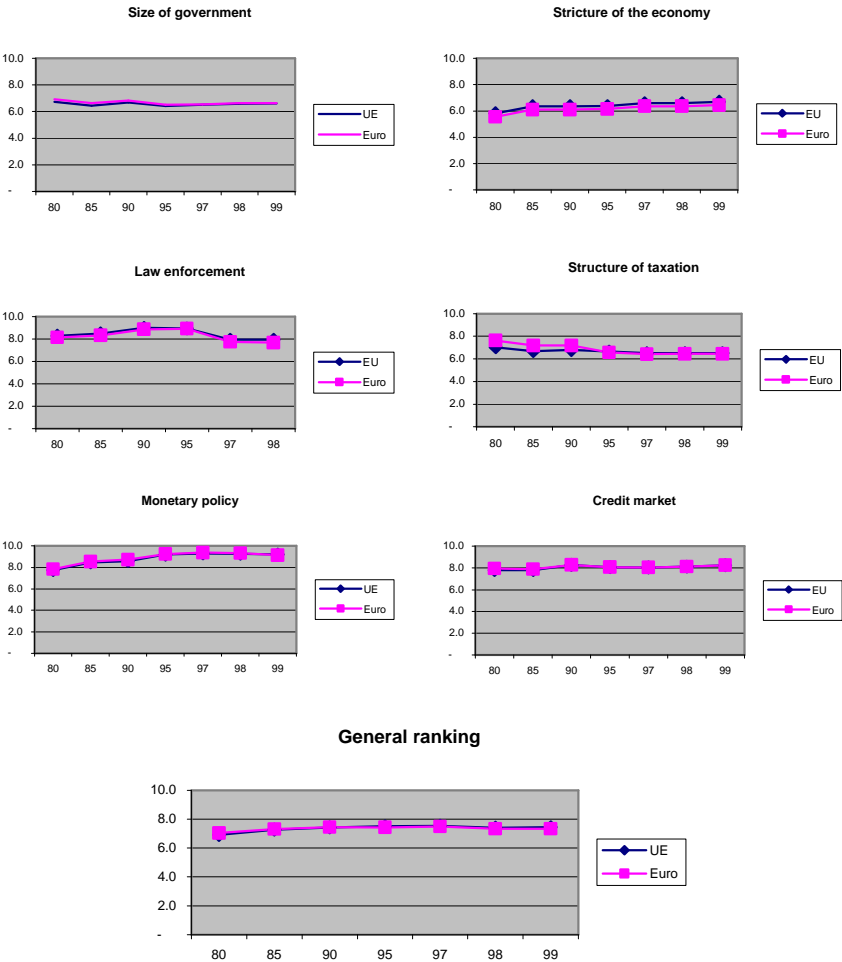 Size of government
10.0
8.0
6.0
4.0
2.0
-
80 85 90 95 97 98 99
UE
Euro
Stricture of the economy
10.0
8.0
6.0
4.0
2.0
-
80 85 90 95 97 98 99
EU
Euro
Law enforcement
10.0
8.0
6.0
4.0
2.0
-
80 85 90 95 97 98
EU
Euro
Structure of taxation
10.0
8.0
6.0
4.0
2.0
-
80 85 90 95 97 98 99
EU
Euro
Monetary policy
10.0
8.0
6.0
4.0
2.0
-
80 85 90 95 97 98 99
UE
Euro
Credit market
10.0
8.0
6.0
4.0
2.0
-
80 85 90 95 97 98 99
EU
Euro
General ranking
10.0
8.0
6.0
4.0
2.0
-
80 85 90 95 97 98 99
UE
Euro